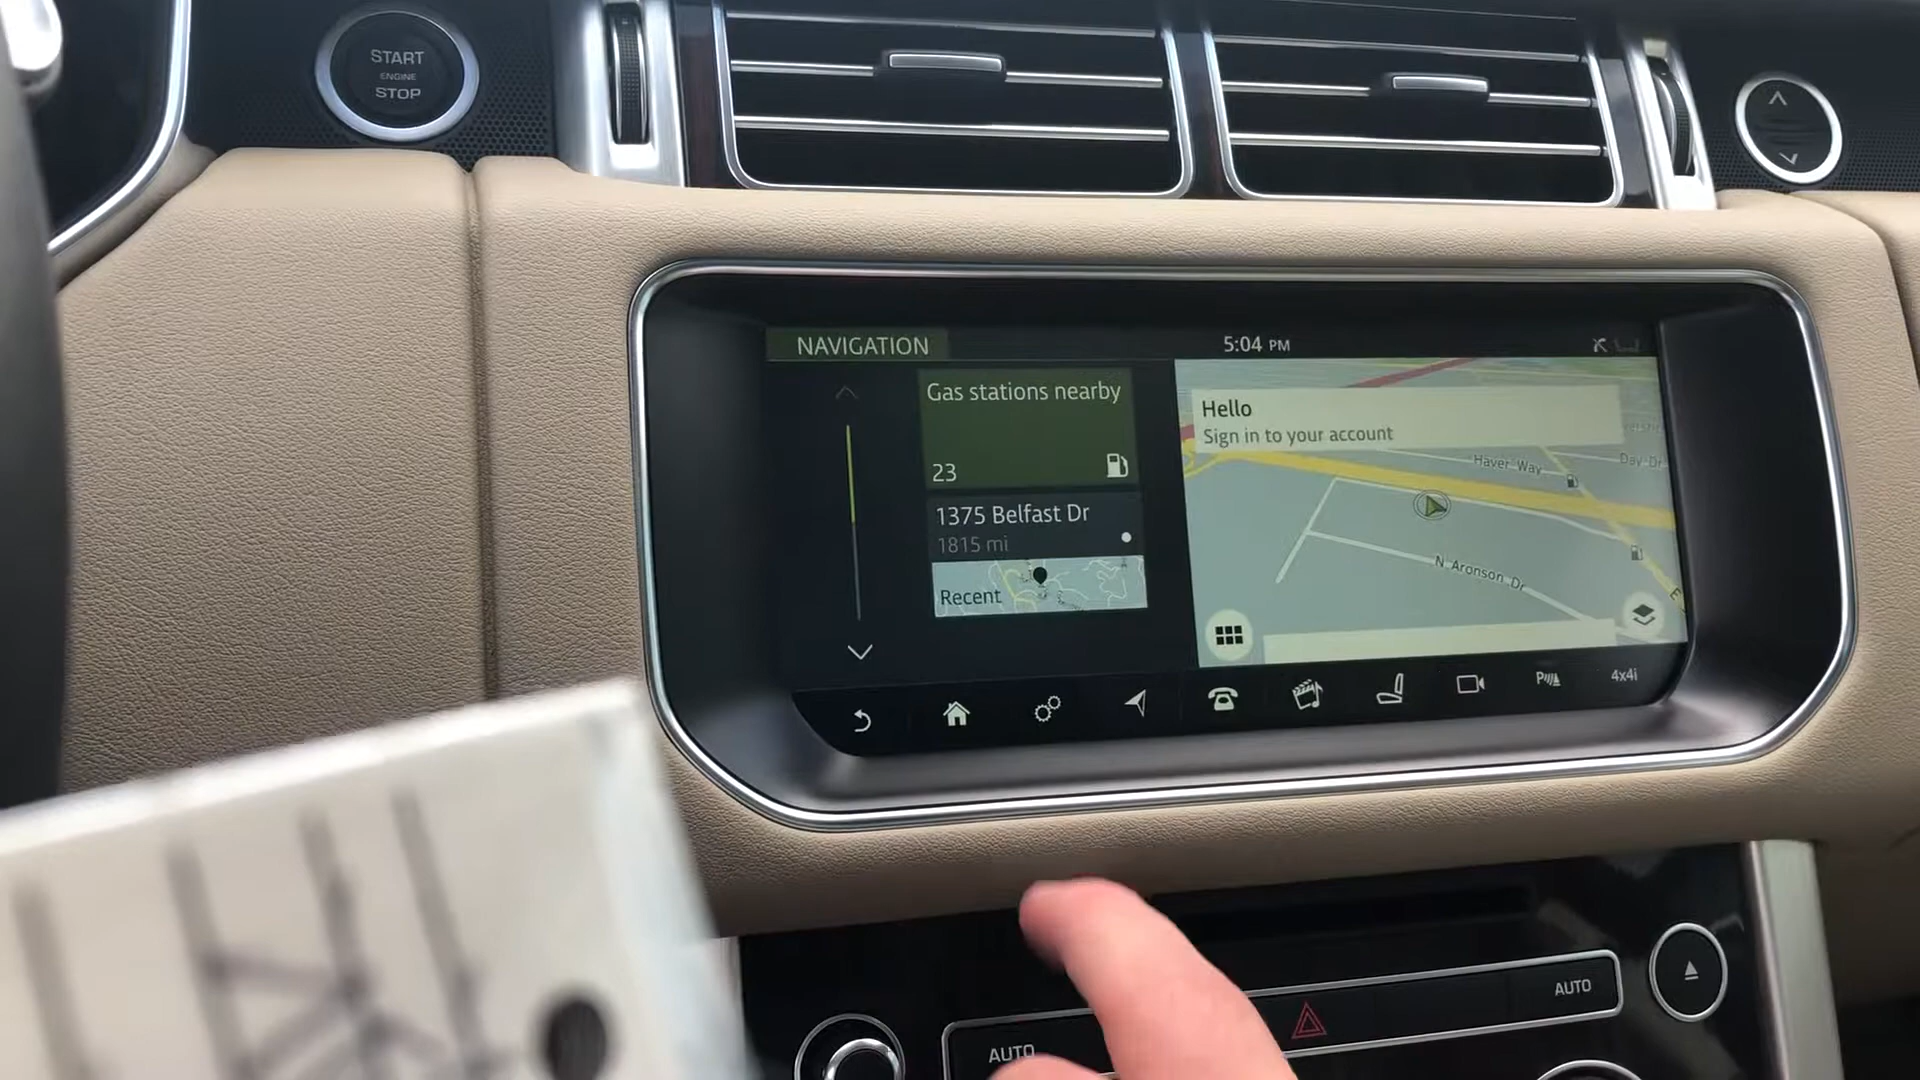 START
ENGINE
STOP
NAVIGATION
5:04 PM
Gas stations nearby
23
1375 Belfast Dr
1815 mi
Recent
Hello
Sign in to your account
Haver Way
Day Dr
N Aronson Dr
E
4x4i
AUTO
AUTO